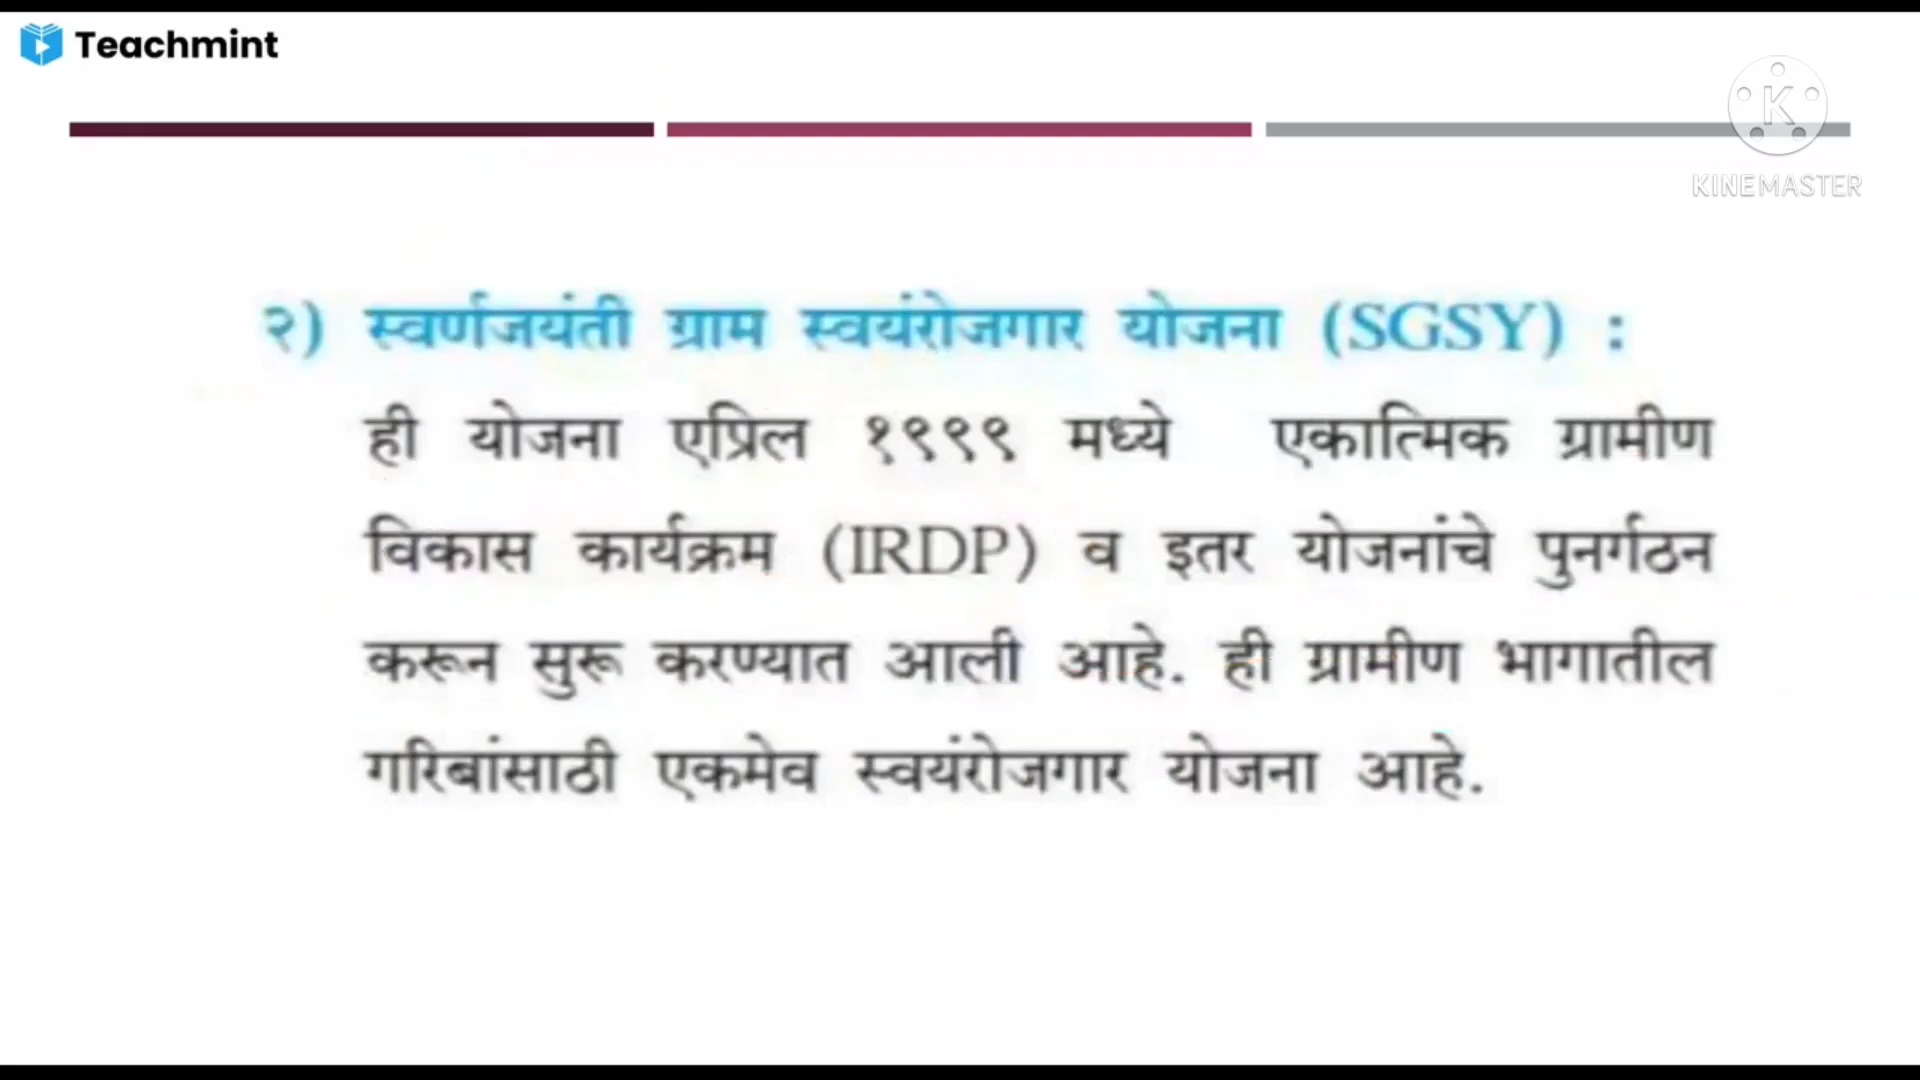 Teachmint
K
KINEMASTER
२) स्वर्णजयंती ग्राम स्वयंरोजगार योजना (SGSY) :
ही योजना एप्रिल १९९९ मध्ये एकात्मिक ग्रामीण
विकास कार्यक्रम (IRDP) व इतर योजनांचे पुनर्गठन
करून सुरू करण्यात आली आहे. ही ग्रामीण भागातील
गरिबांसाठी एकमेव स्वयंरोजगार योजना आहे.